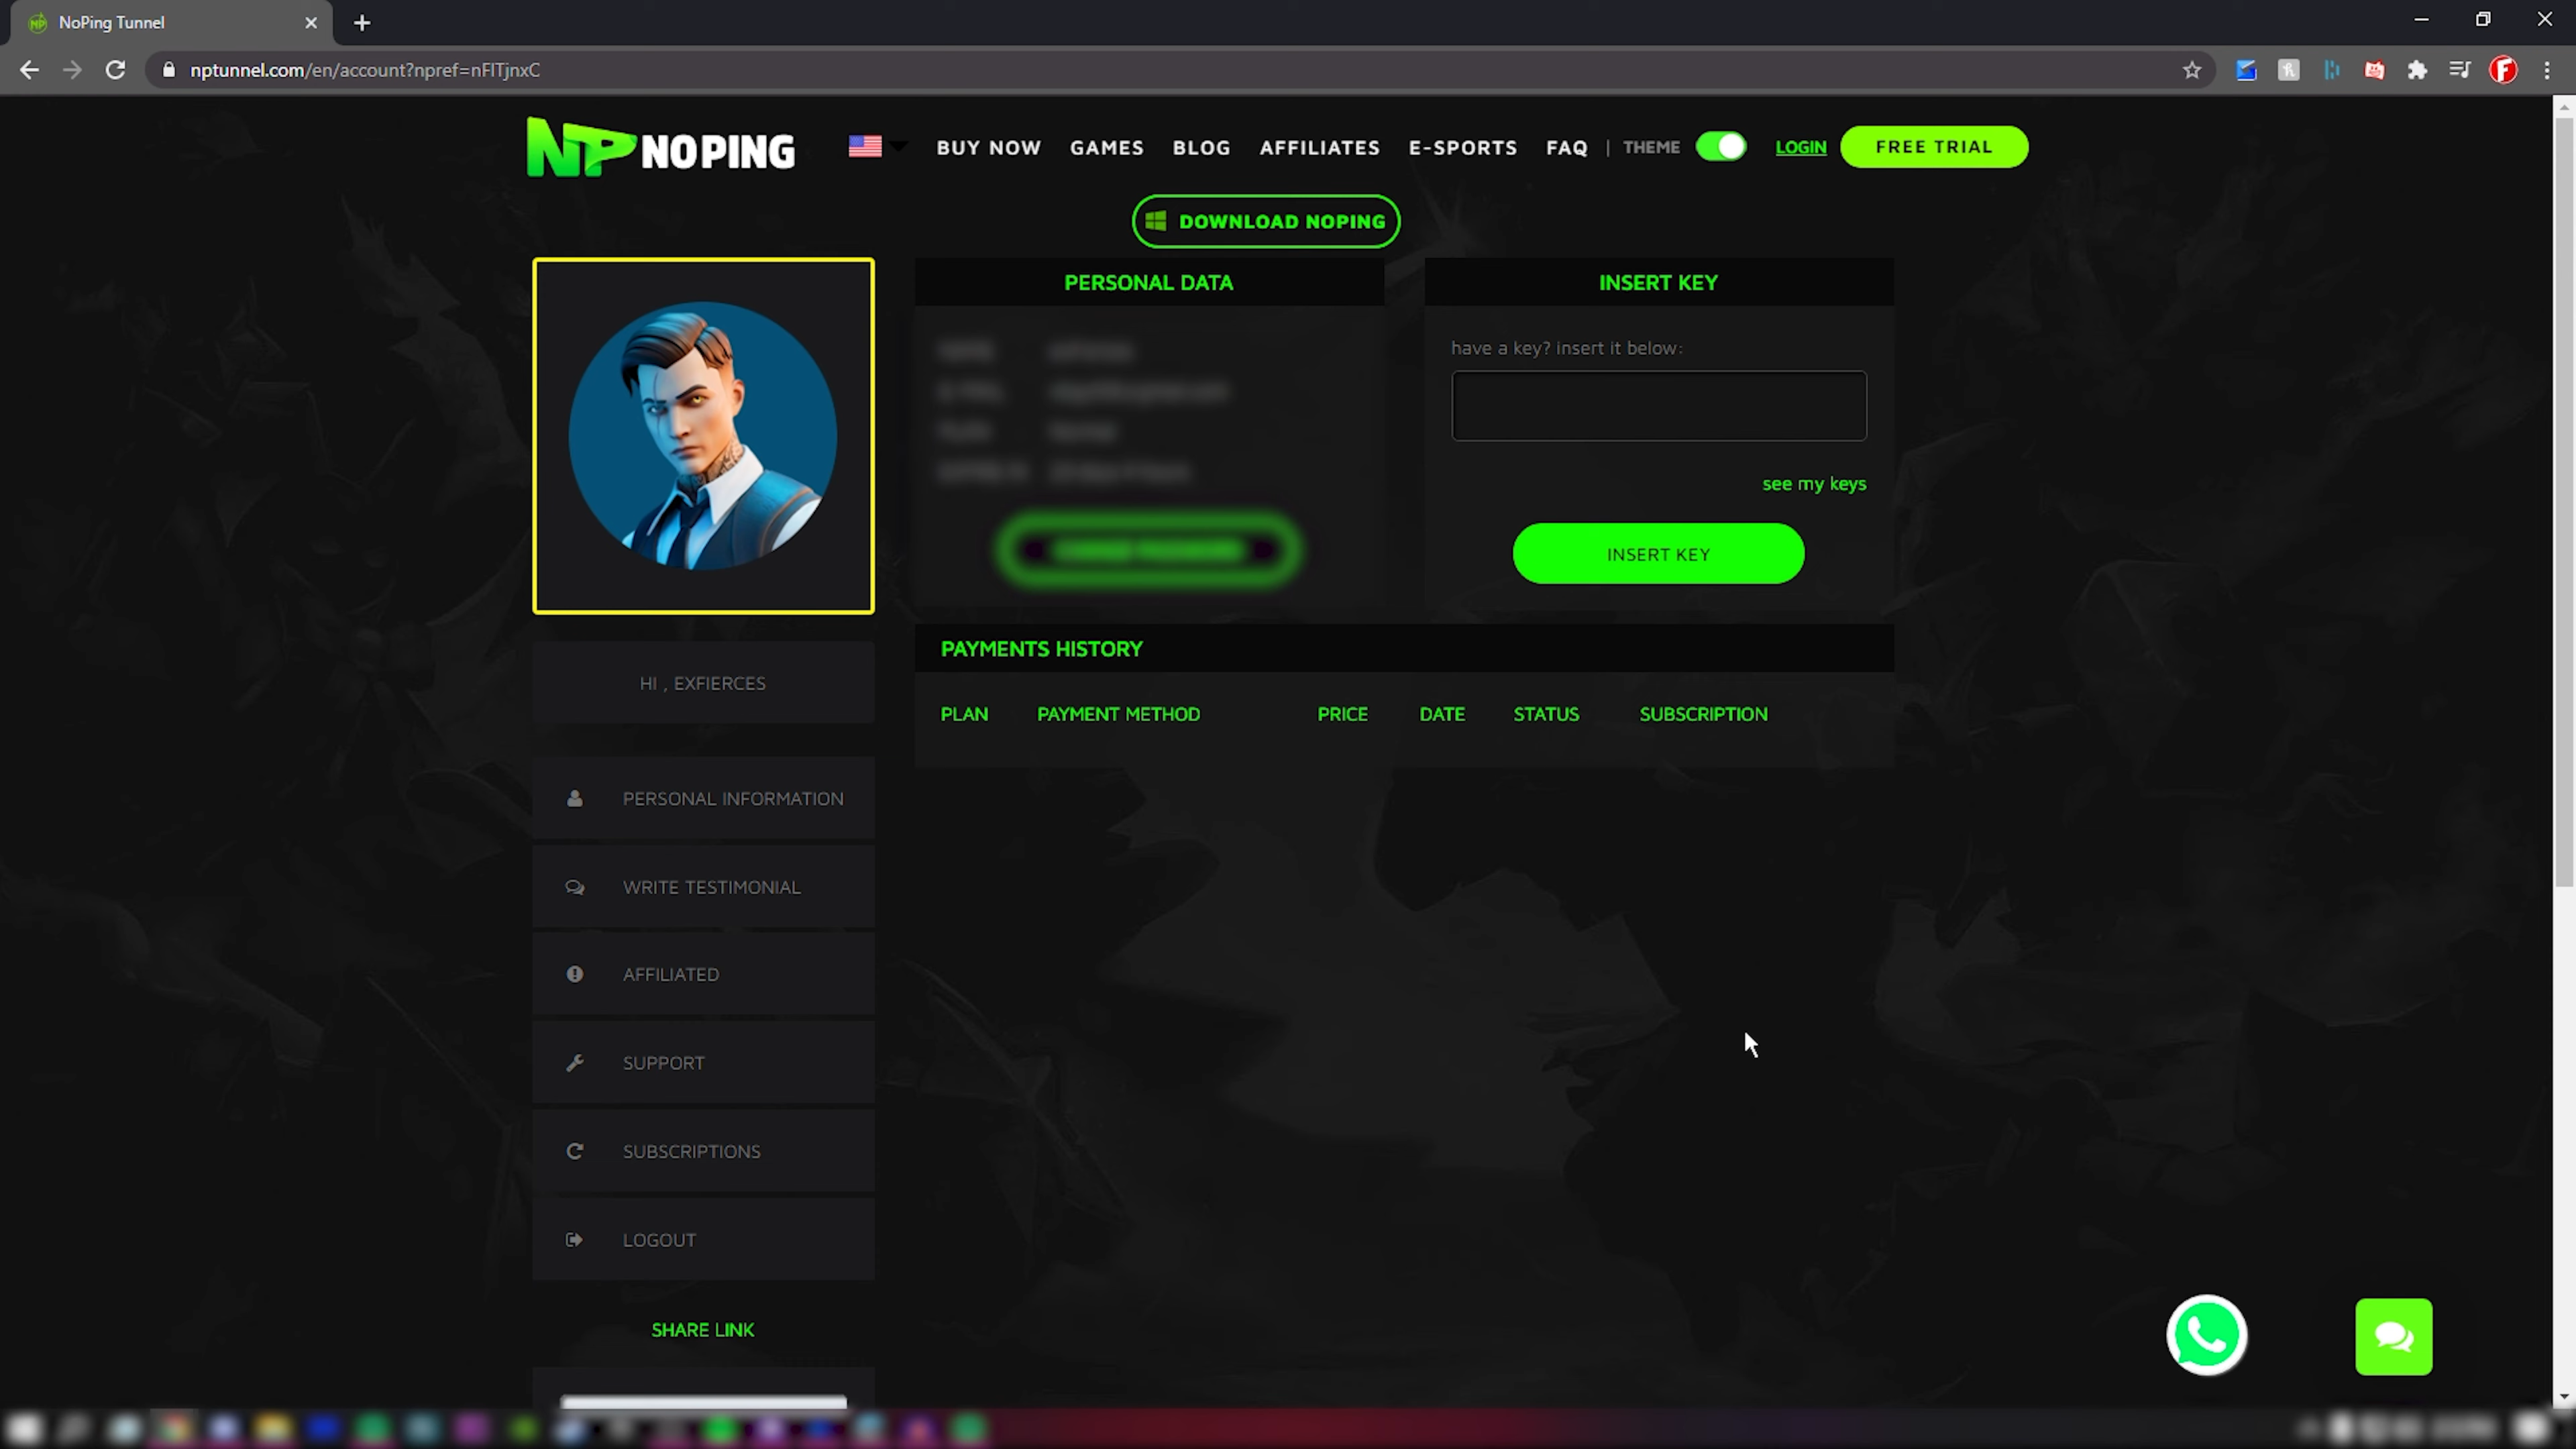 NoPing Tunnel
nptunnel.com/en/account?npref=nFlTjnxC
NP NOPING
BUY NOW GAMES BLOG AFFILIATES E-SPORTS FAQ | THEME LOGIN FREE TRIAL
DOWNLOAD NOPING
PERSONAL DATA
INSERT KEY
have a key? insert it below:
see my keys
INSERT KEY
HI , EXFIERCES
PAYMENTS HISTORY
PLAN PAYMENT METHOD PRICE DATE STATUS SUBSCRIPTION
PERSONAL INFORMATION
WRITE TESTIMONIAL
AFFILIATED
SUPPORT
SUBSCRIPTIONS
LOGOUT
SHARE LINK